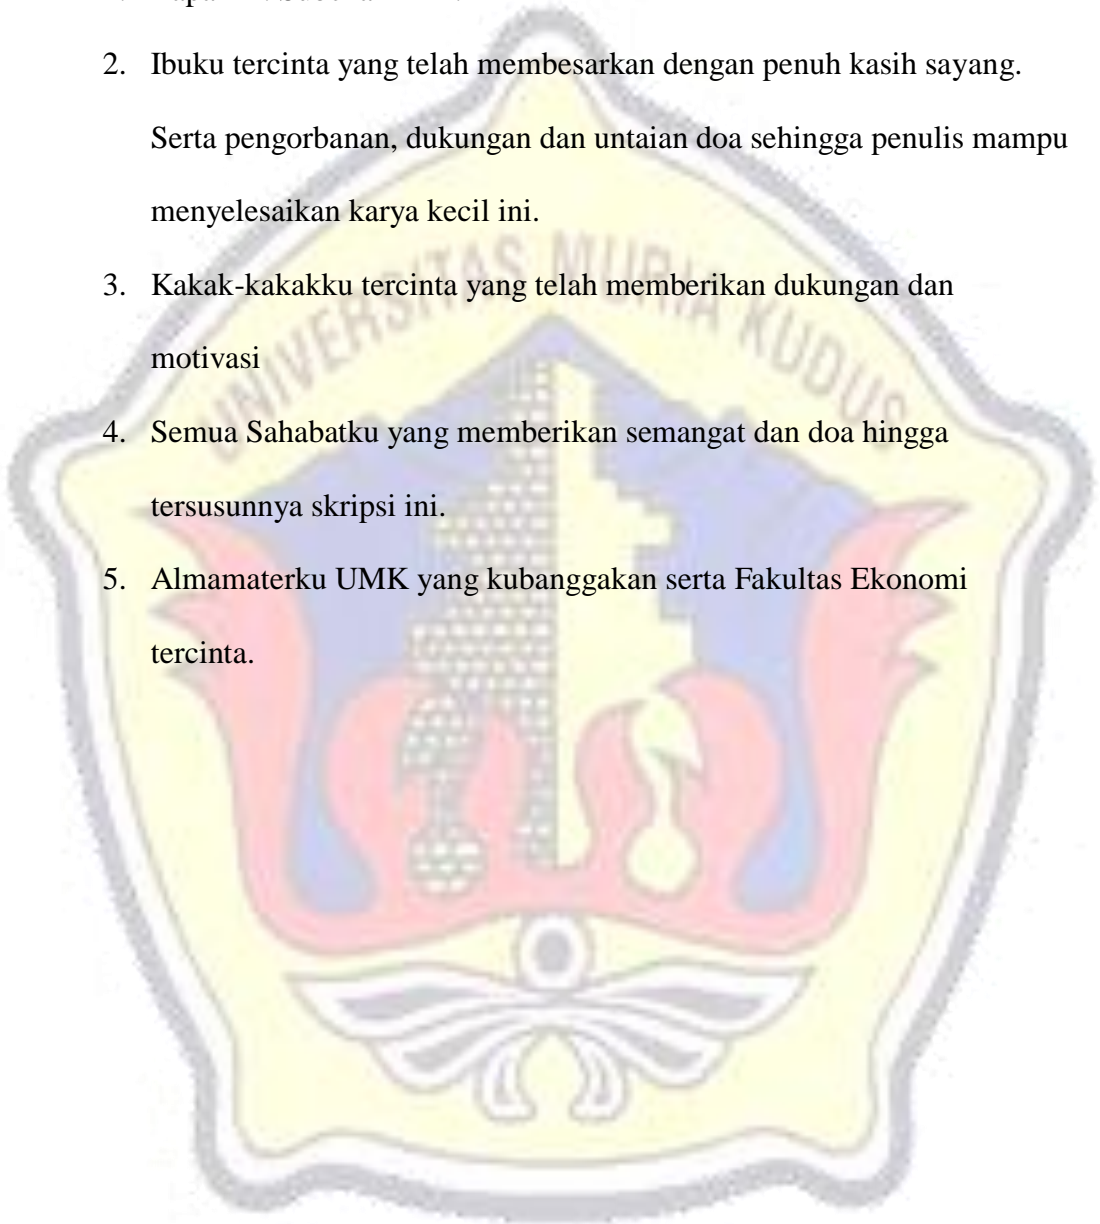 2. Ibuku tercinta yang telah membesarkan dengan penuh kasih sayang.
Serta pengorbanan, dukungan dan untaian doa sehingga penulis mampu
menyelesaikan karya kecil ini.
3. Kakak-kakakku tercinta yang telah memberikan dukungan dan
motivasi
4. Semua Sahabatku yang memberikan semangat dan doa hingga
tersusunnya skripsi ini.
5. Almamaterku UMK yang kubanggakan serta Fakultas Ekonomi
tercinta.
UNIVERSITAS MURIA KUDUS